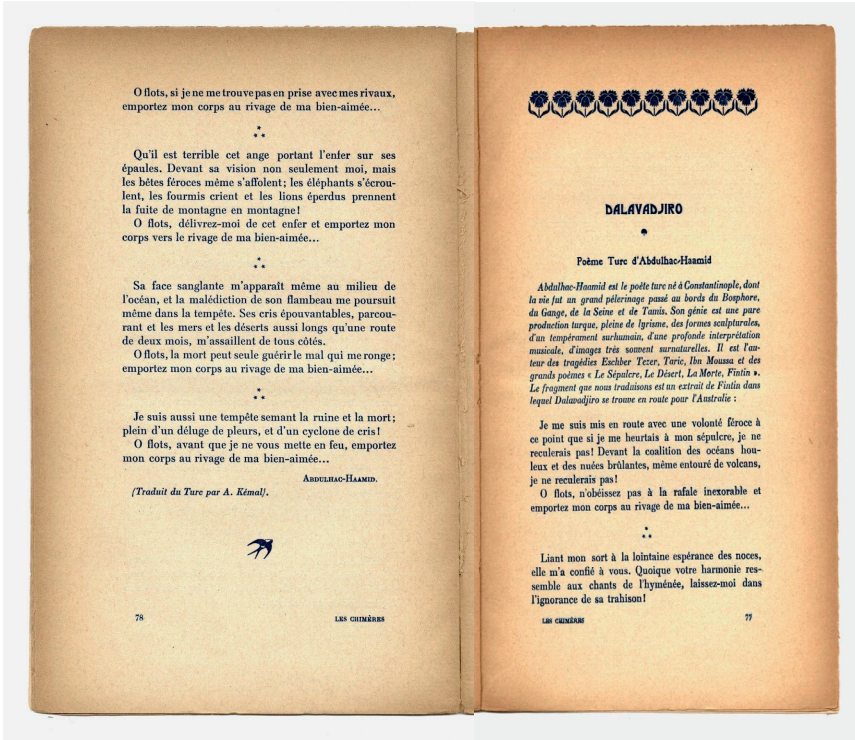 O flots, si je ne me trouve pas en prise avec mes rivaux,
emportez mon corps au rivage de ma bien-aimée...
Qu'il est terrible cet ange portant l'enfer sur ses
épaules. Devant sa vision non seulement moi, mais
les bêtes féroces même s'affolent; les éléphants s'écrou-
lent, les fourmis crient et les lions éperdus prennent
la fuite de montagne en montagne!
O flots, délivrez-moi de cet enfer et emportez mon
corps vers le rivage de ma bien-aimée...
Sa face sanglante m'apparaît même au milieu de
l'océan, et la malédiction de son flambeau me poursuit
même dans la tempête. Ses cris épouvantables, parcou-
rant et les mers et les déserts aussi longs qu'une route
de deux mois, m'assaillent de tous côtés.
O flots, la mort peut seule guérir le mal qui me ronge;
emportez mon corps au rivage de ma bien-aimée...
Je suis aussi une tempête semant la ruine et la mort;
plein d'un déluge de pleurs, et d'un cyclone de cris!
O flots, avant que je ne vous mette en feu, emportez
mon corps au rivage de ma bien-aimée...
ABDULHAC-HAAMID.
(Traduit du Turc par A. Kémal).
78 LES CHIMÈRES
DALAVADJIRO
Poème Turc d'Abdulhac-Haamid
Abdulhac-Haamid est le poète turc né à Constantinople, dont
la vie fut un grand pélerinage passé au bords du Bosphore,
du Gange, de la Seine et de Tamis. Son génie est une pare
production turque, pleine de lyrisme, des formes sculpturales,
d'un tempérament surhumain, d'une profonde interprétation
musicale, d'images très souvent surnaturelles. Il est l'au-
teur des tragédies Eschber Tezer, Taric, Ibn Moussa et des
grands poèmes « Le Sépulcre, Le Désert, La Morte, Fintin ».
Le fragment que nous traduisons est un extrait de Fintin dans
lequel Dalavadjiro se trouve en route pour l'Australie :
Je me suis mis en route avec une volonté féroce à
ce point que si je me heurtais à mon sépulcre, je ne
reculerais pas! Devant la coalition des océans hou-
leux et des nuées brûlantes, même entouré de volcans,
je ne reculerais pas!
O flots, n'obéissez pas à la rafale inexorable et
emportez mon corps au rivage de ma bien-aimée...
Liant mon sort à la lointaine espérance des noces,
elle m'a confié à vous. Quoique votre harmonie res-
semble aux chants de l'hyménée, laissez-moi dans
l'ignorance de sa trahison!
LES CHIMÈRES 77